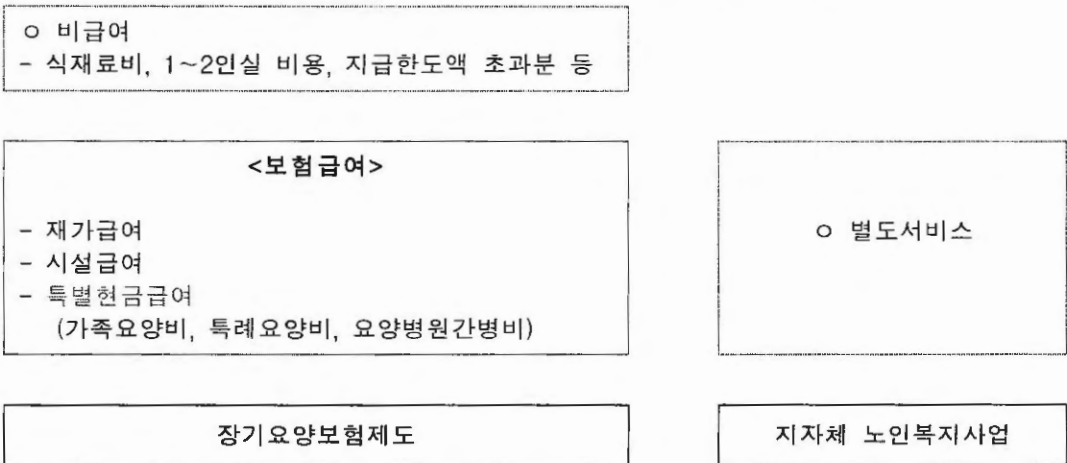 ㅇ 비급여
- 식재료비, 1~2인실 비용, 지급한도액 초과분 등
<보험급여>
- 재가급여
- 시설급여
- 특별현금급여
(가족요양비, 특례요양비, 요양병원간병비)
ㅇ 별도서비스
장기요양보험제도
지자체 노인복지사업